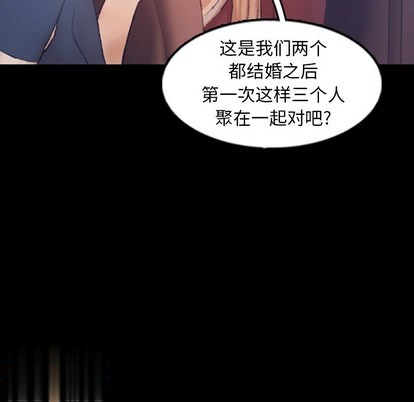 这是我们两个
都结婚之后
第一次这样三个人
聚在一起对吧?